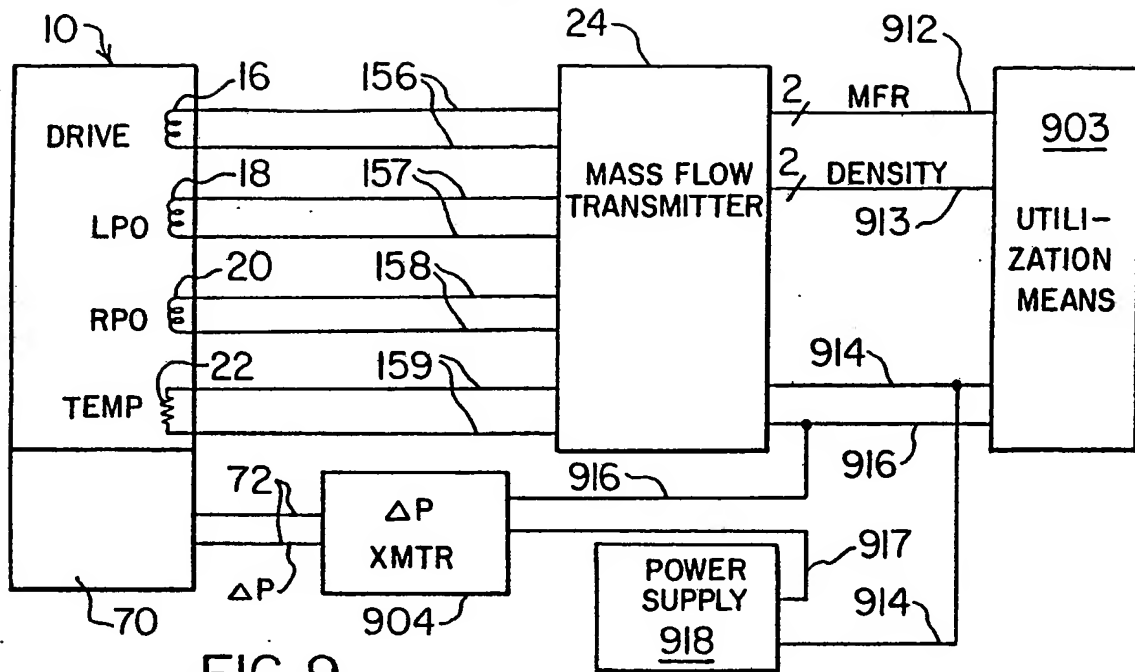 10
24
912
16
156
2
MFR
903
DRIVE
18
157
MASS FLOW
TRANSMITTER
2
DENSITY
913
LPO
UTILI-
ZATION
MEANS
20
158
RPO
22
159
914
TEMP
916
72
△P
XMTR
916
917
POWER
SUPPLY
918
914
△P
70
904
FIG. 9